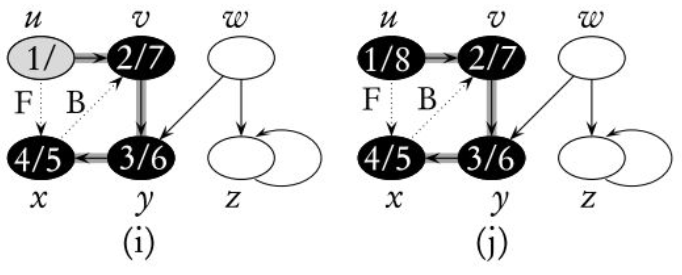 u v w u v w
1/ 2/7 1/8 2/7
F B F B
4/5 3/6 4/5 3/6
x y z x y z
(i) (j)